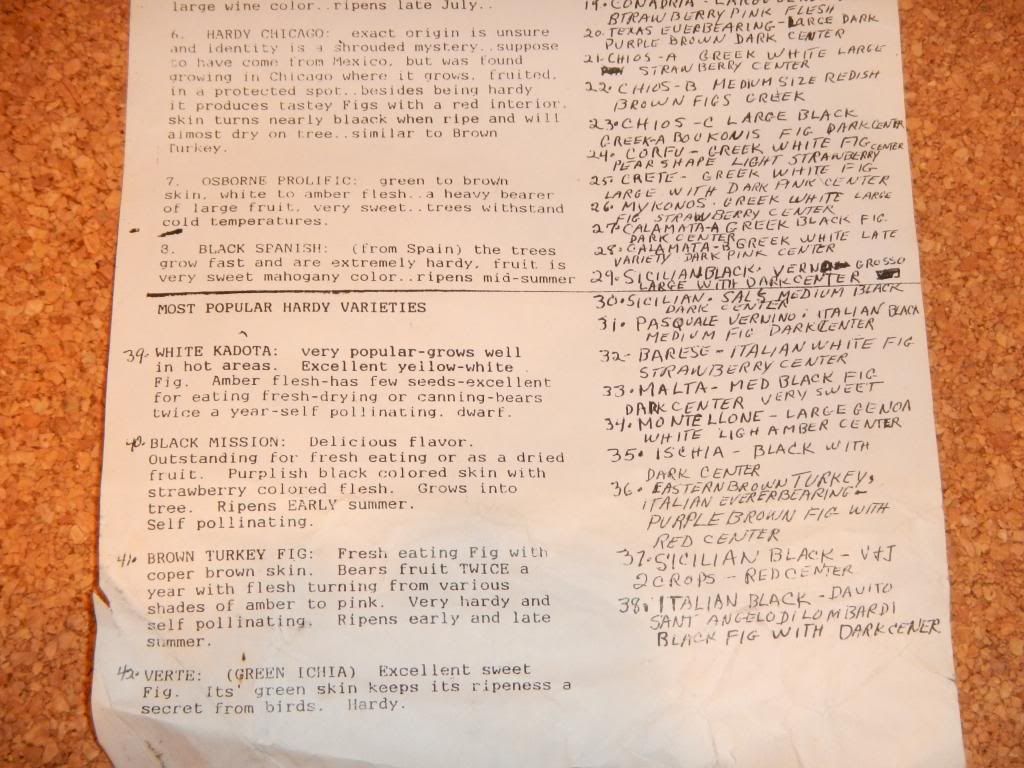 large wine color..ripens late July..
6. HARDY CHICAGO: exact origin is unsure
and identity is a shrouded mystery..suppose
to have come from Mexico, but was found
growing in Chicago where it grows, fruited,
in a protected spot..besides being hardy
it produces tastey Figs with a red interior.
skin turns nearly blaack when ripe and will
almost dry on tree..similar to Brown
Turkey.
7. OSBORNE PROLIFIC: green to brown
skin, white to amber flesh..a heavy bearer
of large fruit, very sweet..trees withstand
cold temperatures.
8. BLACK SPANISH: (from Spain) the trees
grow fast and are extremely hardy, fruit is
very sweet mahogany color..ripens mid-summer
MOST POPULAR HARDY VARIETIES
39. WHITE KADOTA: very popular-grows well
in hot areas. Excellent yellow-white
Fig. Amber flesh-has few seeds-excellent
for eating fresh-drying or canning-bears
twice a year-self pollinating. dwarf.
40. BLACK MISSION: Delicious flavor.
Outstanding for fresh eating or as a dried
fruit. Purplish black colored skin with
strawberry colored flesh. Grows into
tree. Ripens EARLY summer.
Self pollinating.
41. BROWN TURKEY FIG: Fresh eating Fig with
coper brown skin. Bears fruit TWICE a
year with flesh turning from various
shades of amber to pink. Very hardy and
self pollinating. Ripens early and late
summer.
42. VERTE: (GREEN ICHIA) Excellent sweet
Fig. Its' green skin keeps its ripeness a
secret from birds. Hardy.
19. CONADRIA - LARGE
STRAWBERRY PINK FLESH
20. TEXAS EVERBEARING - LARGE DARK
PURPLE BROWN DARK CENTER
21. CHIOS - A GREEK WHITE LARGE
STRAWBERRY CENTER
22. CHIOS-B MEDIUM SIZE REDISH
BROWN FIGS GREEK
23. CHIOS - C LARGE BLAACK
GREEK-A BOUKONIS FIG DARK CENTER
24. CORFU - GREEK WHITE FIG CENTER
PEAR SHAPE LIGHT STRAWBERRY
25. CRETE - GREEK WHITE FIG
LARGE WITH DARK PINK CENTER
26. MYKONOS. GREEK WHITE LARGE
FIG STRAWBERRY CENTER
27. CALAMATA-A GREEK BLACK FIG.
DARK CENTER
28. CALAMATA-B GREEK WHITE LATE
VARIETY DARK PINK CENTER
29. SICILIAN BLACK. VERN GROSSO
LARGE WITH DARK CENTER
30. SICILIAN. SALS MEDIUM BLACK
DARK CENTER
31. PASQUALE VERNINO. ITALIAN BLACK
MEDIUM FIG DARK CENTER
32- BARESE - ITALIAN WHITE FIG
STRAWBERRY CENTER
33. MALTA - MED BLACK FIG
DARK CENTER VERY SWEET
34. MONTELLONE - LARGE GENOA
WHITE LIGH AMBER CENTER
35. ISCHIA - BLACK WITH
DARK CENTER
36. EASTERN BROWN TURKEY,
ITALIAN EVERERBEARING -
PURPLE BROWN FIG WITH
RED CENTER
37. SICILIAN BLACK - V+J
2 CROPS - RED CENTER
38. ITALIAN BLACK - DAVITO
SANT ANGELO DI LOMBARDI
BLACK FIG WITH DARK CENER